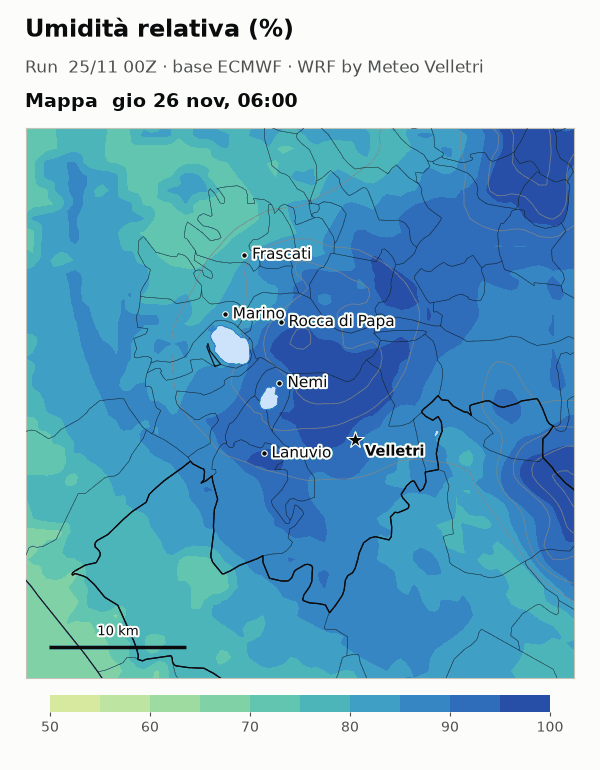 Umidità relativa (%)
Run  25/11 00Z · base ECMWF · WRF by Meteo Velletri
Mappa  gio 26 nov, 06:00
Frascati
Marino
Rocca di Papa
Nemi
Velletri
Lanuvio
10 km
50 60 70 80 90 100